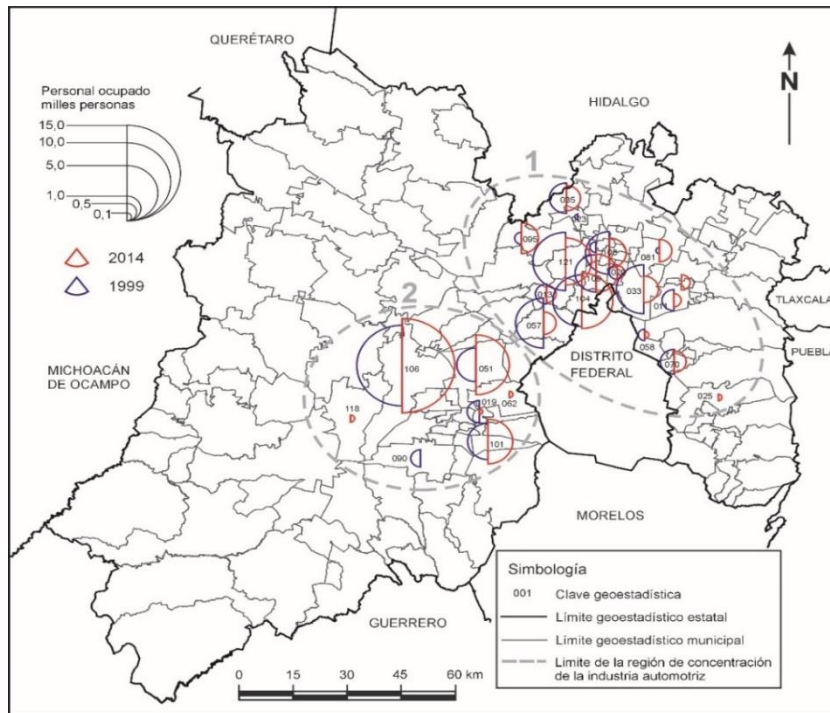 QUERÉTARO
Personal ocupado
milles personas
15,0
10,0
5,0
1,0
0,5
0,1
2014
1999
N
HIDALGO
1
035
095
121
081
033
011
104
057
058
070
025
TLAXCALA
PUEBLA
DISTRITO
FEDERAL
2
106
051
118
019
062
101
090
MICHOACÁN
DE OCAMPO
MORELOS
GUERRERO
Simbología
001 Clave geoestadística
Límite geoestadístico estatal
Límite geoestadístico municipal
Limite de la región de concentración
de la industria automotriz
0 15 30 45 60 km